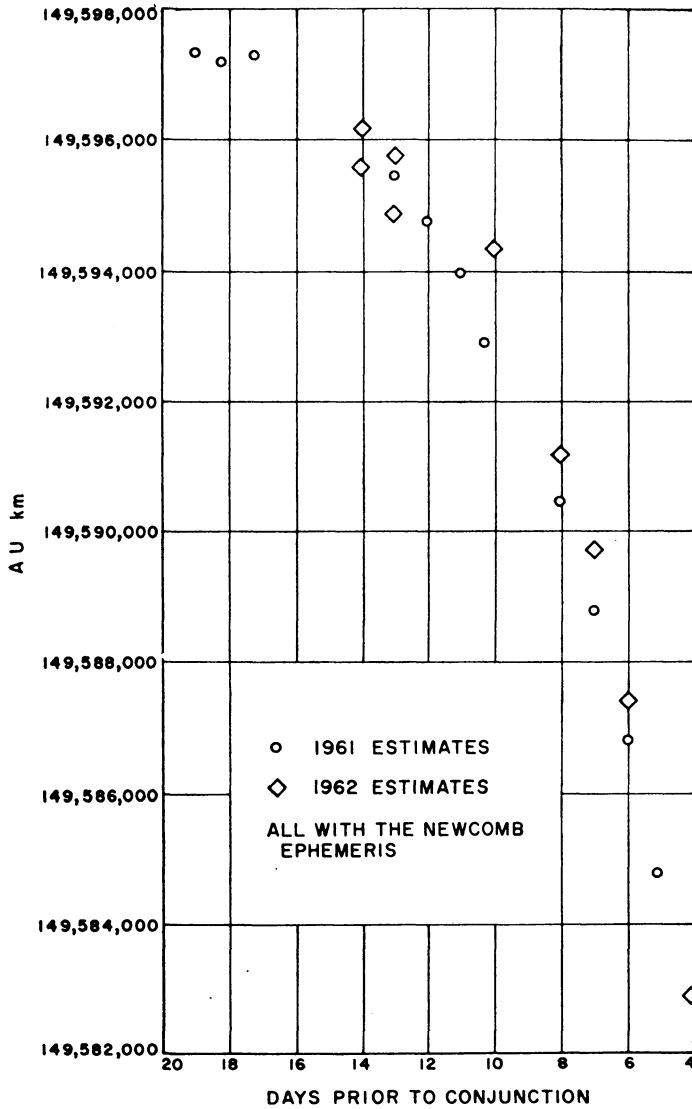 149,598,000
149,596,000
149,594,000
149,592,000
149,590,000
149,588,000
149,586,000
149,584,000
149,582,000
AU km
1961 ESTIMATES
1962 ESTIMATES
ALL WITH THE NEWCOMB
EPHEMERIS
20 18 16 14 12 10 8 6 4
DAYS PRIOR TO CONJUNCTION